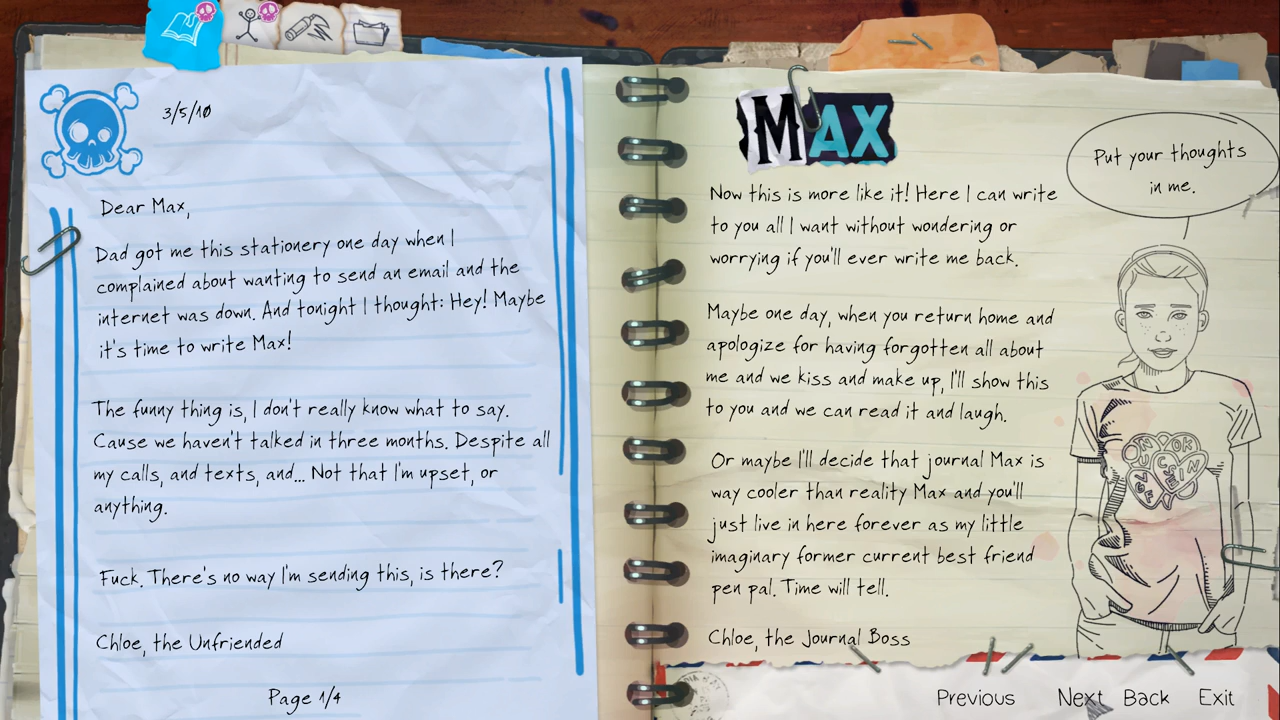 3/5/10
Dear Max,
Dad got me this stationery one day when I
complained about wanting to send an email and the
internet was down. And tonight I thought: Hey! Maybe
it's time to write Max!
The funny thing is, I don't really know what to say.
Cause we haven't talked in three months. Despite all
my calls, and texts, and... Not that I'm upset, or
anything.
Fuck. There's no way I'm sending this, is there?
Chloe, the Unfriended
Page 1/4
MAX
Now this is more like it! Here I can write
to you all I want without wondering or
worrying if you'll ever write me back.
Maybe one day, when you return home and
apologize for having forgotten all about
me and we kiss and make up, I'll show this
to you and we can read it and laugh.
Or maybe I'll decide that journal Max is
way cooler than reality Max and you'll
just live in here forever as my little
imaginary former current best friend
pen pal. Time will tell.
Chloe, the Journal Boss
Put your thoughts
in me.
Previous Next Back Exit